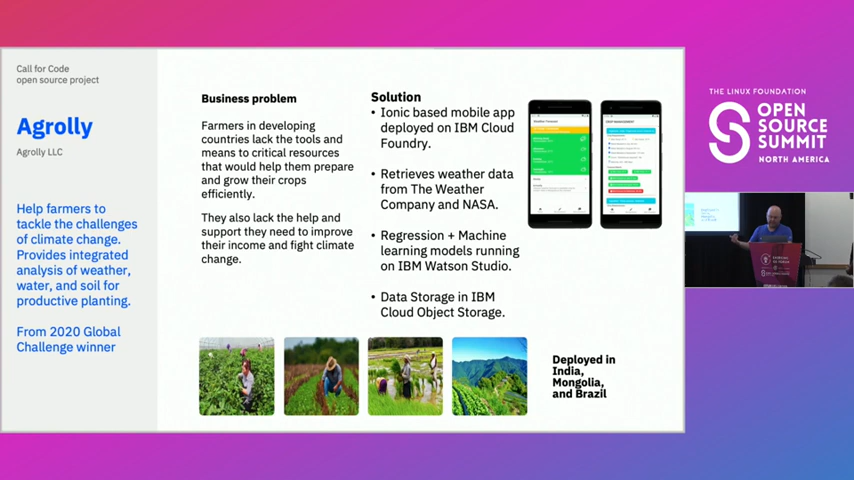 Call for Code
open source project
Agrolly
Agrolly LLC
Help farmers to
tackle the challenges
of climate change.
Provides integrated
analysis of weather,
water, and soil for
productive planting.
From 2020 Global
Challenge winner
Business problem
Farmers in developing
countries lack the tools and
means to critical resources
that would help them prepare
and grow their crops
efficiently.
They also lack the help and
support they need to improve
their income and fight climate
change.
Solution
• Ionic based mobile app
deployed on IBM Cloud
Foundry.
• Retrieves weather data
from The Weather
Company and NASA.
• Regression + Machine
learning models running
on IBM Watson Studio.
• Data Storage in IBM
Cloud Object Storage.
Deployed in
India,
Mongolia,
and Brazil
THE LINUX FOUNDATION
OPEN
SOURCE
SUMMIT
NORTH AMERICA